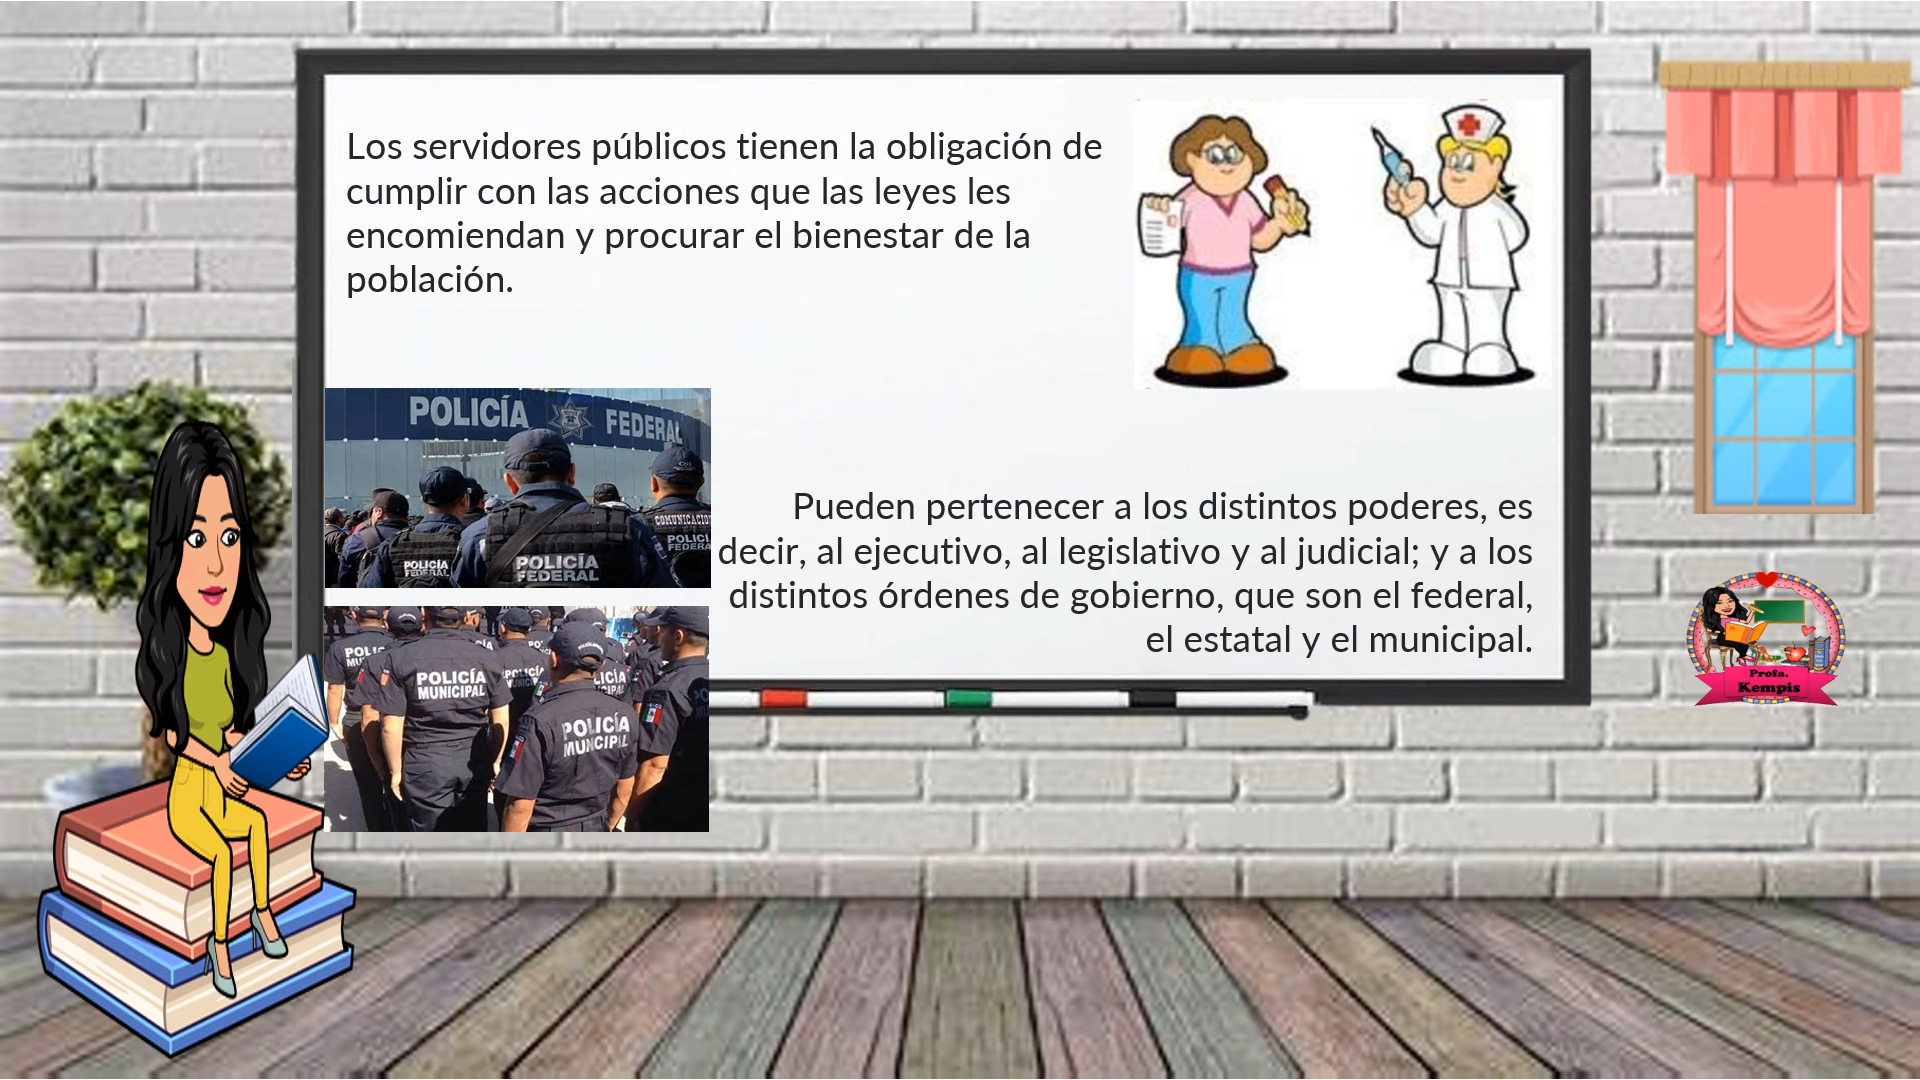 Los servidores públicos tienen la obligación de
cumplir con las acciones que las leyes les
encomiendan y procurar el bienestar de la
población.
POLICÍA FEDERAL
COMUNICACIÓN
POLICÍA
FEDERAL
POLICÍA
FEDERAL
POLICÍA
FEDERAL
Pueden pertenecer a los distintos poderes, es
decir, al ejecutivo, al legislativo y al judicial; y a los
distintos órdenes de gobierno, que son el federal,
el estatal y el municipal.
POLICÍA
MUNICIPAL
POLICÍA
MUNICIPAL
Profa.
Kempis